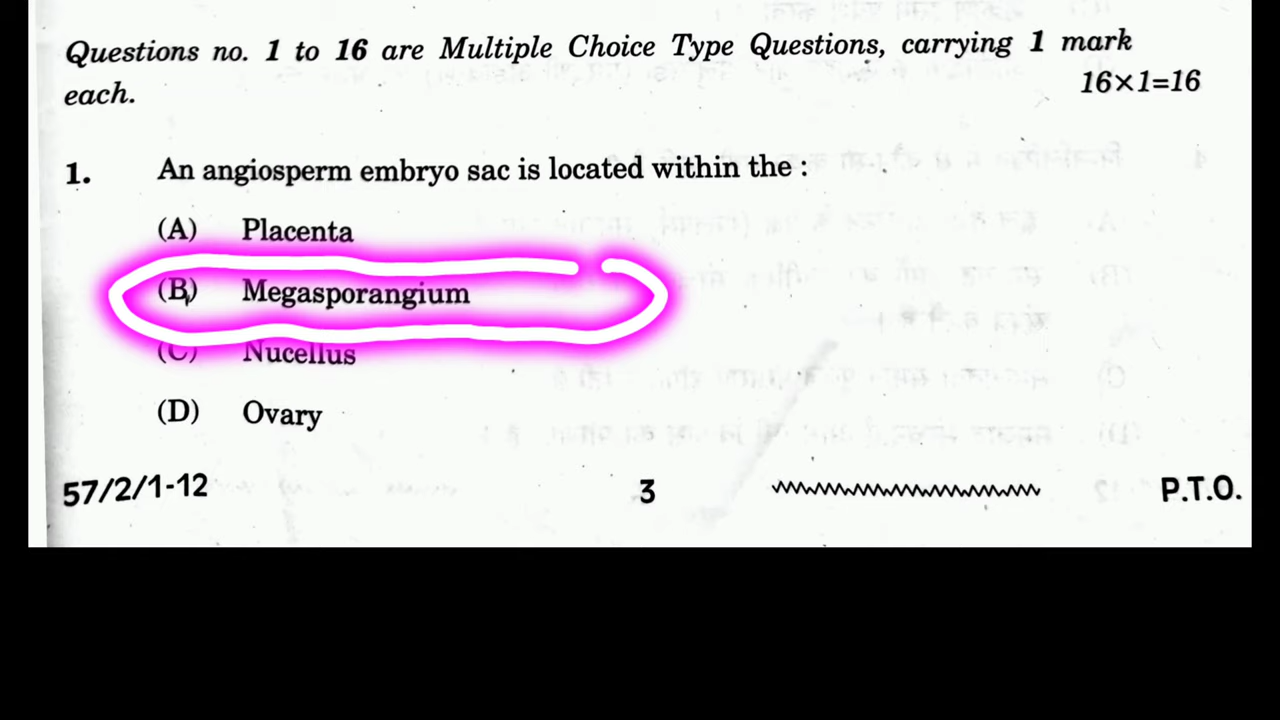 Questions no. 1 to 16 are Multiple Choice Type Questions, carrying 1 mark
each. 16×1=16
1. An angiosperm embryo sac is located within the :
(A) Placenta
(B) Megasporangium
(C) Nucellus
(D) Ovary
57/2/1-12 3 P.T.O.